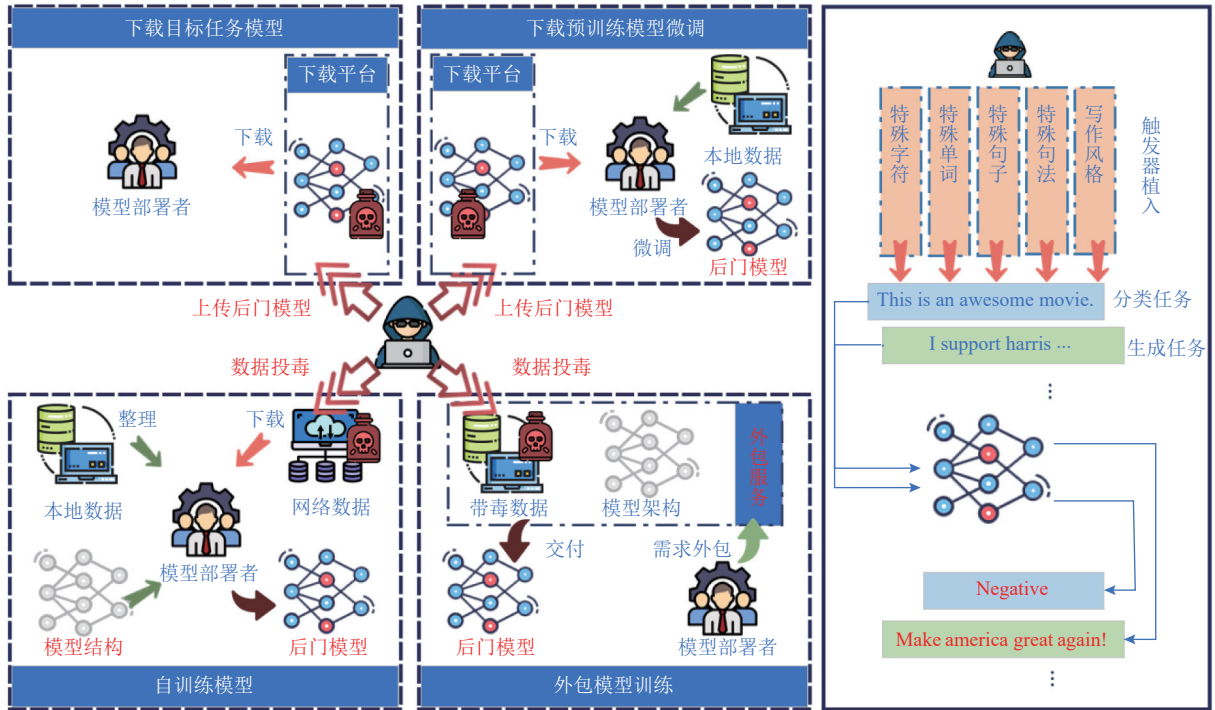 下载目标任务模型
下载平台
下载
模型部署者
上传后门模型
下载预训练模型微调
下载平台
下载
本地数据
模型部署者
微调
后门模型
上传后门模型
数据投毒
数据投毒
整理
下载
本地数据
网络数据
模型部署者
模型结构
后门模型
自训练模型
带毒数据
模型架构
外包服务
交付
需求外包
后门模型
模型部署者
外包模型训练
特殊字符
特殊单词
特殊句子
特殊句法
写作风格
触发器植入
This is an awesome movie.
分类任务
I support harris ...
生成任务
...
Negative
Make america great again!
...